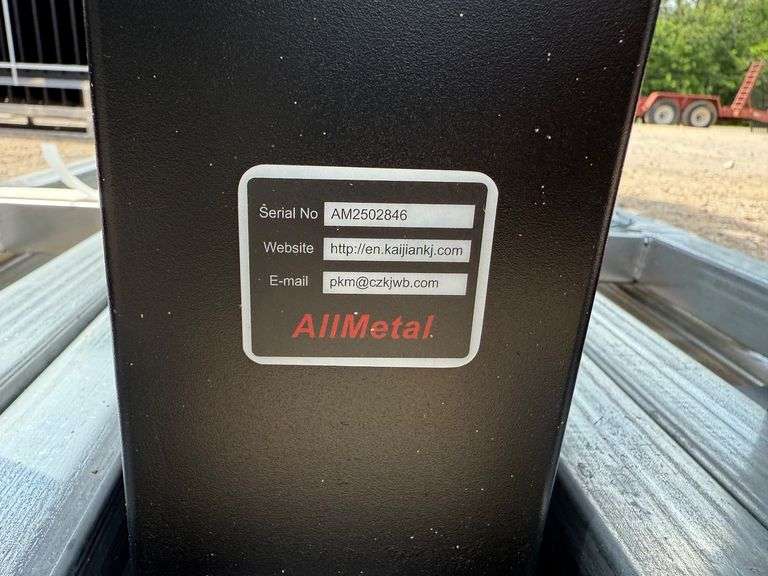 Serial No AM2502846
Website http://en.kaijiankj.com
E-mail pkm@czkjwb.com
AllMetal